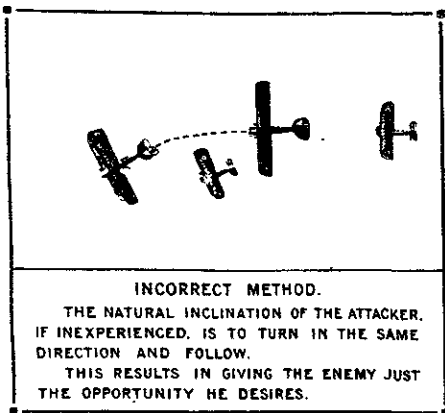 INCORRECT METHOD.
THE NATURAL INCLINATION OF THE ATTACKER,
IF INEXPERIENCED, IS TO TURN IN THE SAME
DIRECTION AND FOLLOW.
THIS RESULTS IN GIVING THE ENEMY JUST
THE OPPORTUNITY HE DESIRES.